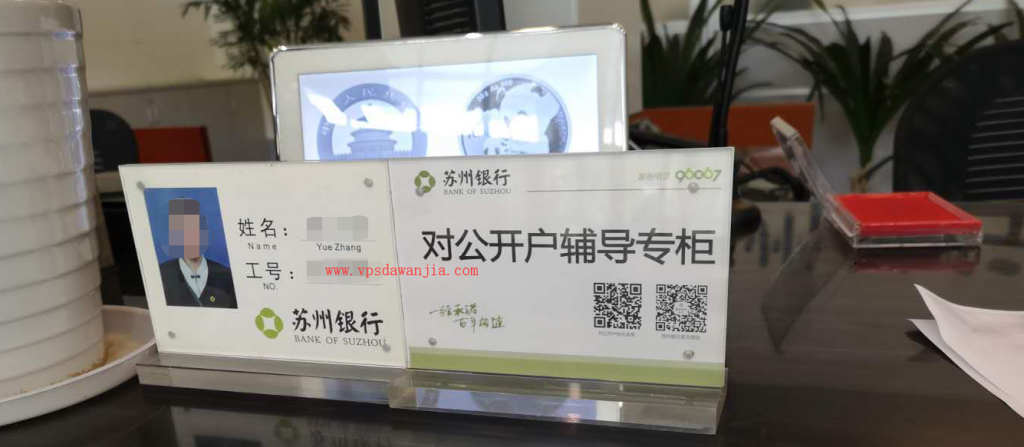 姓名：
Name
Yue Zhang
工号：
NO.
苏州银行
BANK OF SUZHOU
苏州银行
BANK OF SUZHOU
96067
对公开户辅导专柜
www.vpsdawanjia.com